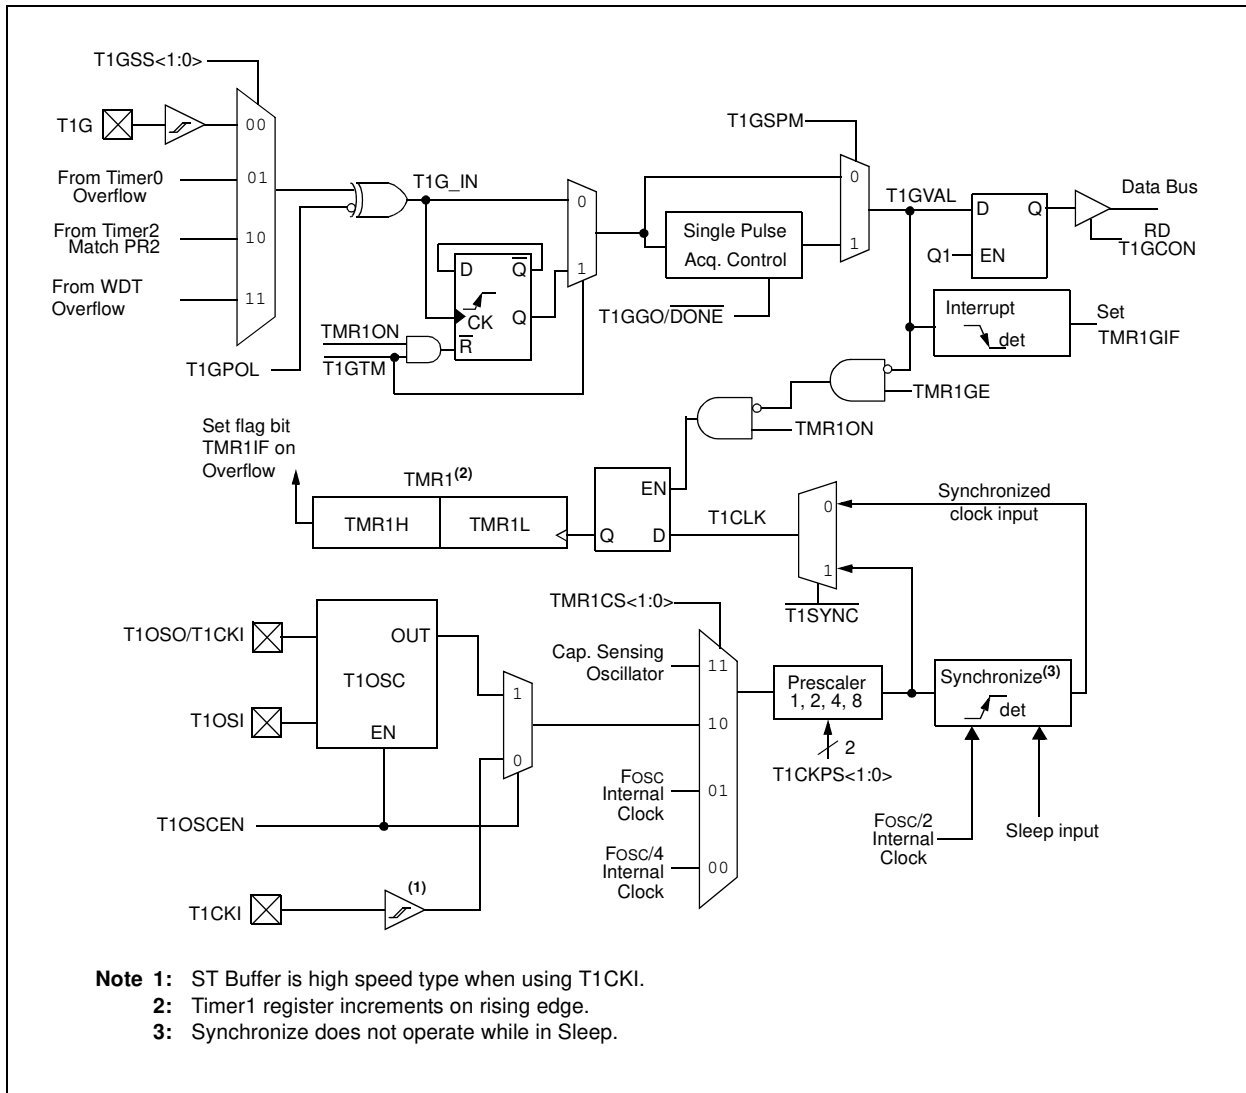 T1GSS<1:0>
T1G
00
From Timer0
Overflow
01
From Timer2
Match PR2
10
From WDT
Overflow
11
T1GPOL
T1G_IN
0
1
D
Q
CK
Q
R
TMR1ON
T1GTM
T1GSPM
0
1
Single Pulse
Acq. Control
T1GGO/DONE
T1GVAL
D
Q
Q1
EN
Data Bus
RD
T1GCON
Interrupt
det
Set
TMR1GIF
TMR1GE
TMR1ON
Set flag bit
TMR1IF on
Overflow
TMR1(2)
TMR1H
TMR1L
EN
Q
D
T1CLK
0
1
T1SYNC
Synchronized
clock input
T1OSO/T1CKI
OUT
T1OSC
T1OSI
EN
1
0
T1OSCEN
T1CKI
(1)
TMR1CS<1:0>
Cap. Sensing
Oscillator
11
10
FOSC
Internal
Clock
01
FOSC/4
Internal
Clock
00
Prescaler
1, 2, 4, 8
2
T1CKPS<1:0>
Synchronize(3)
det
FOSC/2
Internal
Clock
Sleep input
Note 1: ST Buffer is high speed type when using T1CKI.
2: Timer1 register increments on rising edge.
3: Synchronize does not operate while in Sleep.